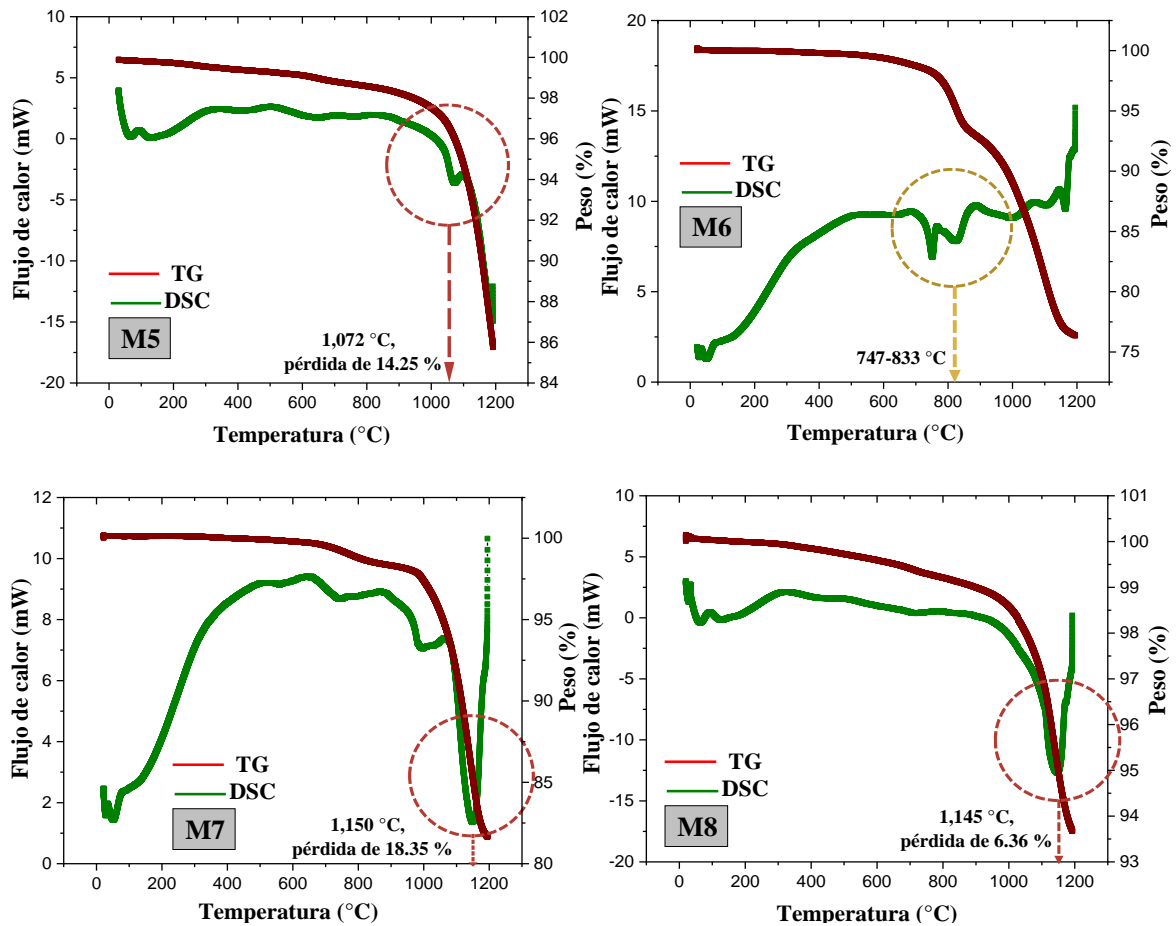 10
5
0
-5
-10
-15
-20
Flujo de calor (mW)
102
100
98
96
94
92
90
88
86
84
Peso (%)
TG
DSC
M5
1,072 °C,
pérdida de 14.25 %
0 200 400 600 800 1000 1200
Temperatura (°C)
20
15
10
5
0
Flujo de calor (mW)
100
95
90
85
80
75
Peso (%)
TG
DSC
M6
747-833 °C
0 200 400 600 800 1000 1200
Temperatura (°C)
12
10
8
6
4
2
0
Flujo de calor (mW)
100
95
90
85
80
Peso (%)
TG
DSC
M7
1,150 °C,
pérdida de 18.35 %
0 200 400 600 800 1000 1200
Temperatura (°C)
10
5
0
-5
-10
-15
-20
Flujo de calor (mW)
101
100
99
98
97
96
95
94
93
Peso (%)
TG
DSC
M8
1,145 °C,
pérdida de 6.36 %
0 200 400 600 800 1000 1200
Temperatura (°C)